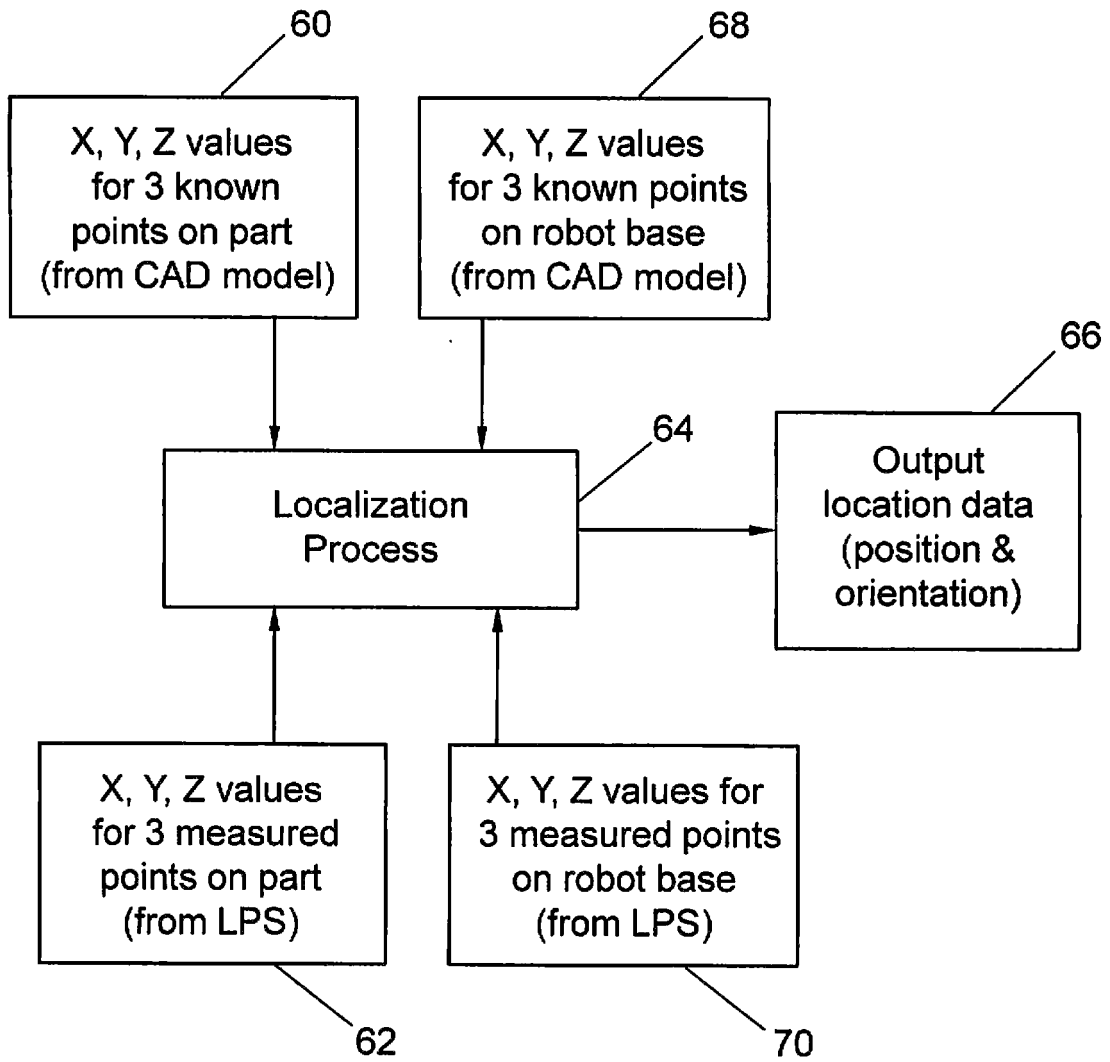 60
68
X, Y, Z values
for 3 known
points on part
(from CAD model)
X, Y, Z values
for 3 known points
on robot base
(from CAD model)
66
64
Localization
Process
Output
location data
(position &
orientation)
X, Y, Z values
for 3 measured
points on part
(from LPS)
X, Y, Z values for
3 measured points
on robot base
(from LPS)
62
70